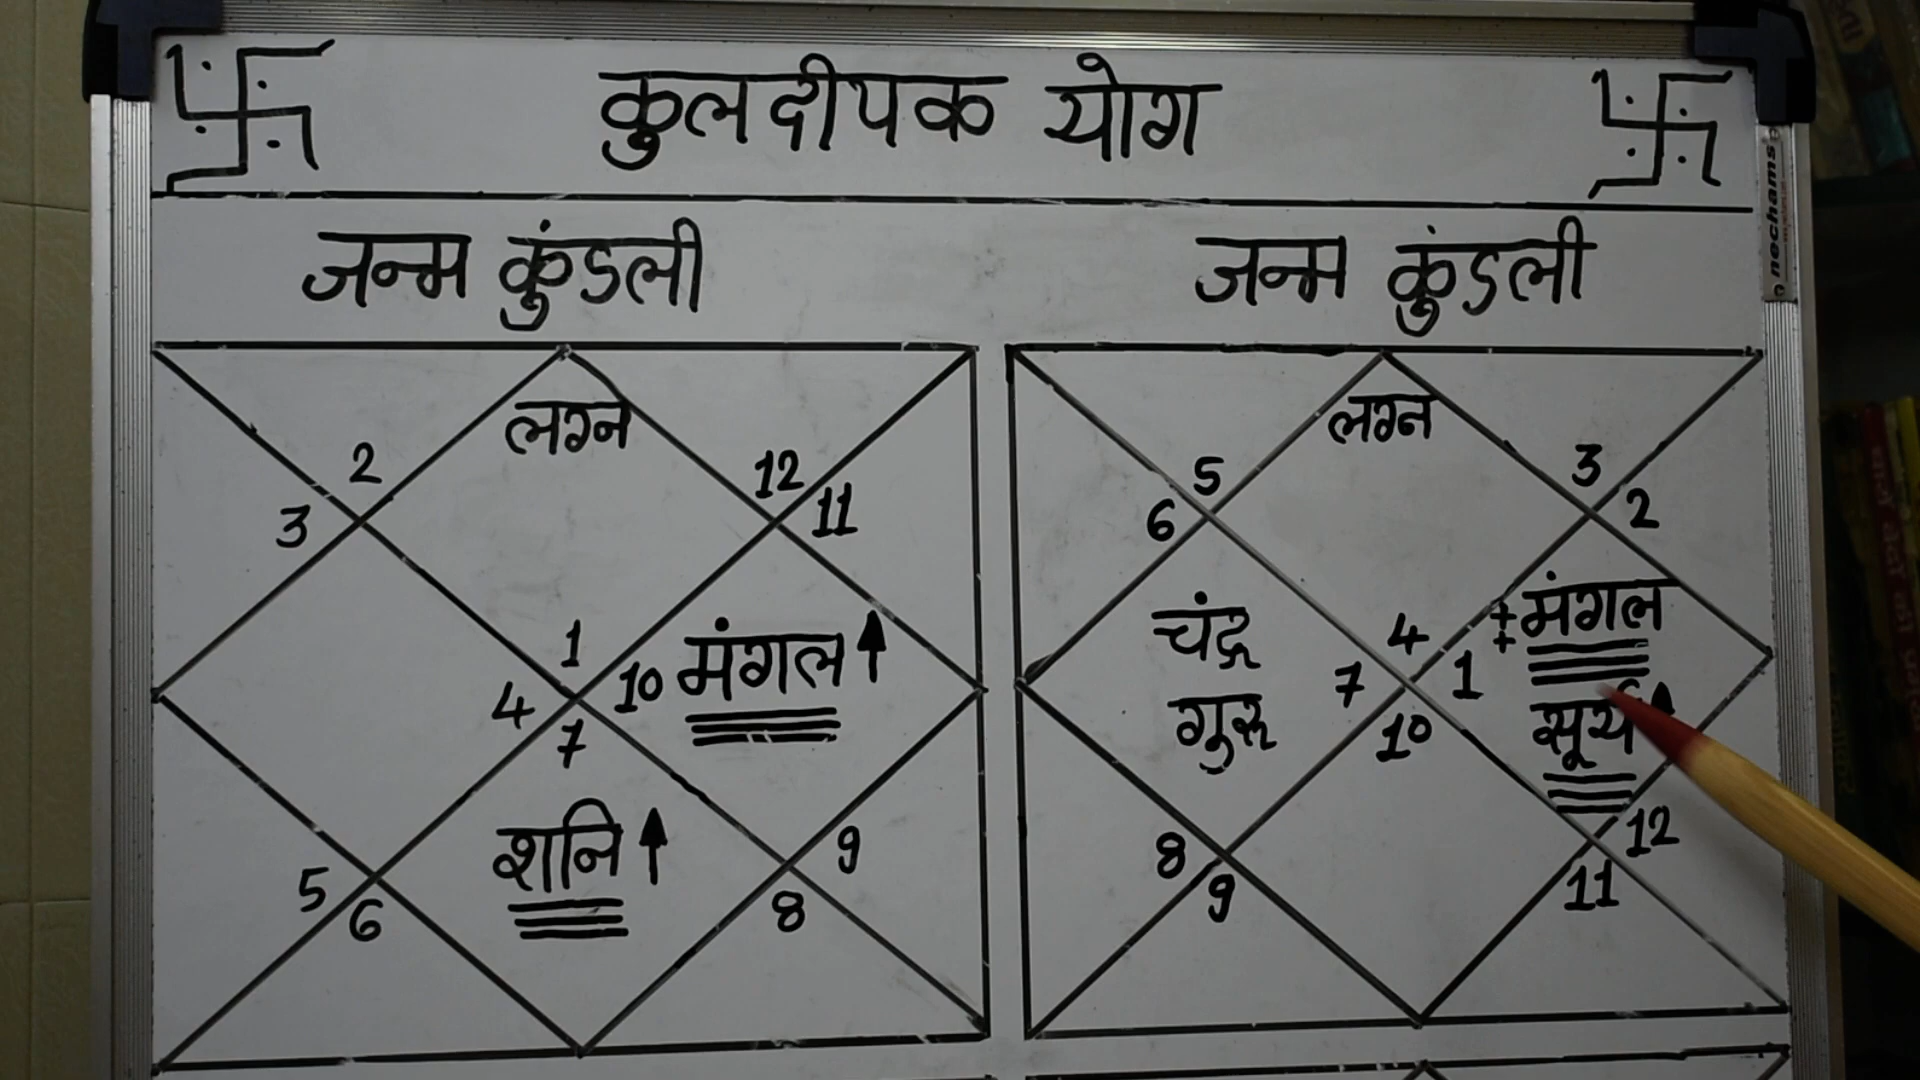 कुलदीपक योग
जन्म कुंडली
लग्न
2
12
3
11
1
10 मंगल
4
7
शनि
5
6
9
8
जन्म कुंडली
लग्न
5
3
6
2
चंद्र
गुरू
4
7
1
10
++ मंगल
सूर्य
8
9
12
11
neechams